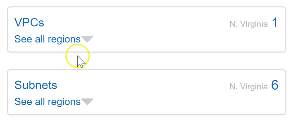 VPCs N. Virginia 1
See all regions
Subnets N. Virginia 6
See all regions